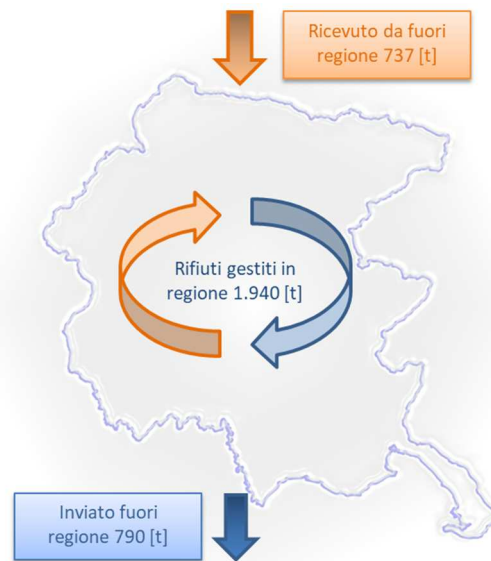 Ricevuto da fuori
regione 737 [t]
Rifiuti gestiti in
regione 1.940 [t]
Inviato fuori
regione 790 [t]